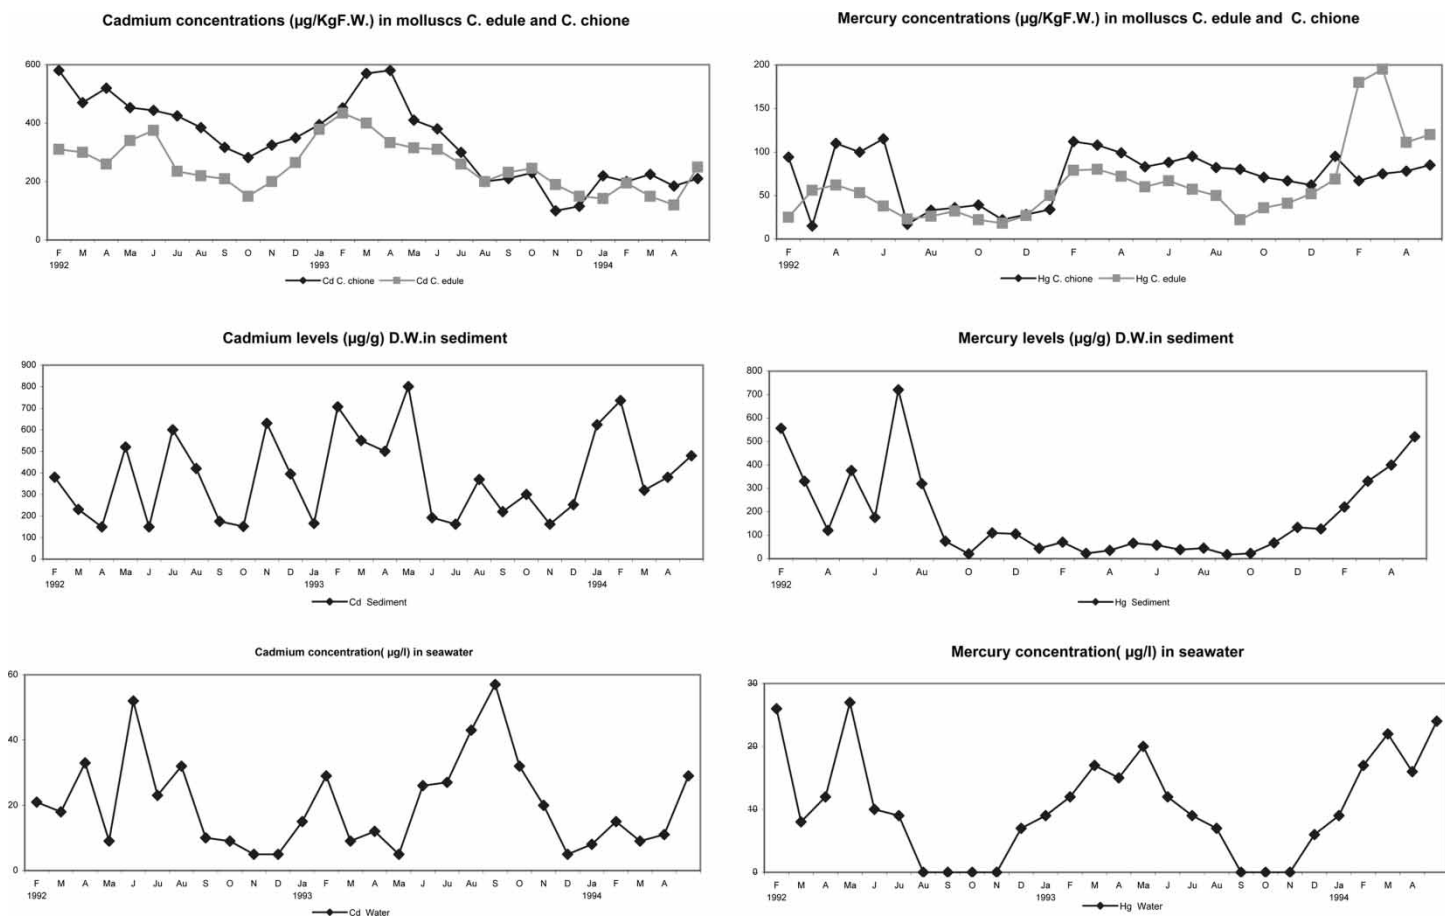 Cadmium concentrations (µg/KgF.W.) in molluscs C. edule and C. chione
600
400
200
0
F M A Ma J Ju Au S O N D Ja F M A Ma J Ju Au S O N D Ja F M A
1992 1993 1994
Cd C. chione Cd C. edule
Mercury concentrations (µg/KgF.W.) in molluscs C. edule and C. chione
200
150
100
50
0
F A J Au O D F A J Au O D F A
1992
Hg C. chione Hg C. edule
Cadmium levels (µg/g) D.W.in sediment
900
800
700
600
500
400
300
200
100
0
F M A Ma J Ju Au S O N D Ja F M A Ma J Ju Au S O N D Ja F M A
1992 1993 1994
Cd Sediment
Mercury levels (µg/g) D.W.in sediment
800
700
600
500
400
300
200
100
0
F A J Au O D F A J Au O D F A
1992
Hg Sediment
Cadmium concentration( µg/l) in seawater
60
40
20
0
F M A Ma J Ju Au S O N D Ja F M A Ma J Ju Au S O N D Ja F M A
1992 1993 1994
Cd Water
Mercury concentration( µg/l) in seawater
30
20
10
0
F M A Ma J Ju Au S O N D Ja F M A Ma J Ju Au S O N D Ja F M A
1992 1993 1994
Hg Water